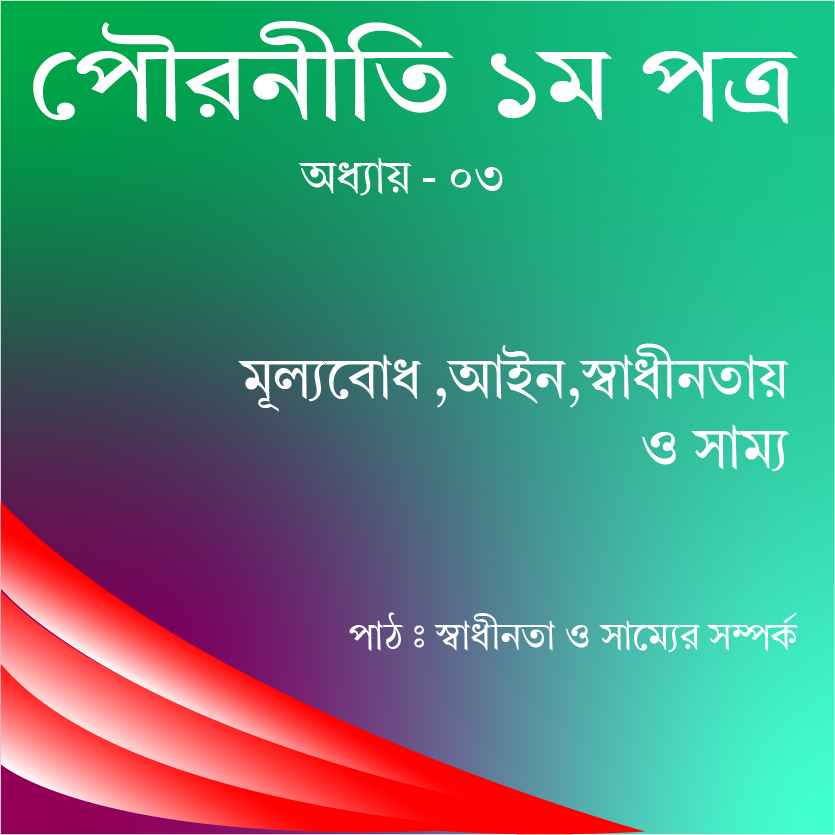 পৌরনীতি ১ম পত্র
অধ্যায় - ০৩
মূল্যবোধ ,আইন,স্বাধীনতায়
ও সাম্য
পাঠ ঃ স্বাধীনতা ও সাম্যের সম্পর্ক